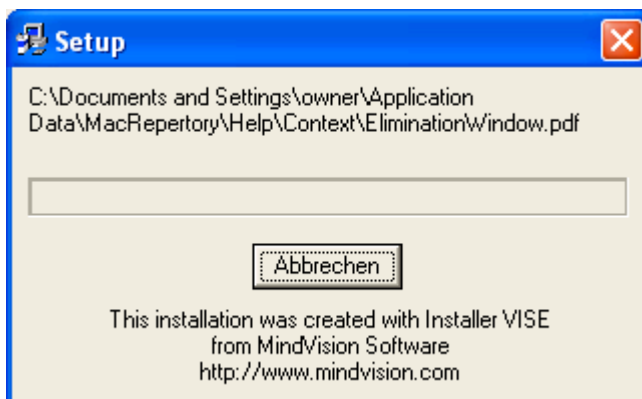 Setup
C:\Documents and Settings\owner\Application
Data\MacRepertory\Help\Context\EliminationWindow.pdf
Abbrechen
This installation was created with Installer VISE
from MindVision Software
http://www.mindvision.com